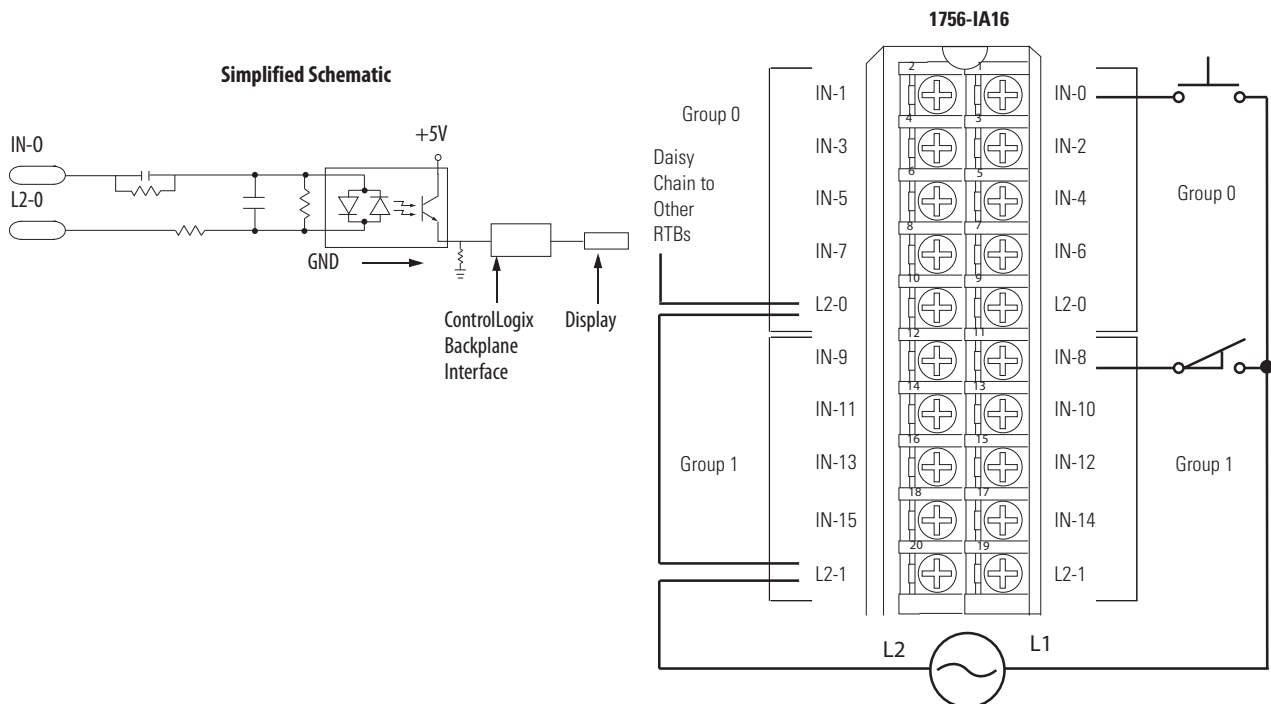 1756-IA16
Simplified Schematic
IN-0
L2-0
+5V
GND
ControlLogix
Backplane
Interface
Display
Group 0
Daisy
Chain to
Other
RTBs
Group 1
IN-1
IN-3
IN-5
IN-7
L2-0
IN-9
IN-11
IN-13
IN-15
L2-1
2 1
4 3
6 5
8 7
10 9
12 11
14 13
16 15
18 17
20 19
IN-0
IN-2
IN-4
IN-6
L2-0
IN-8
IN-10
IN-12
IN-14
L2-1
Group 0
Group 1
L2
L1